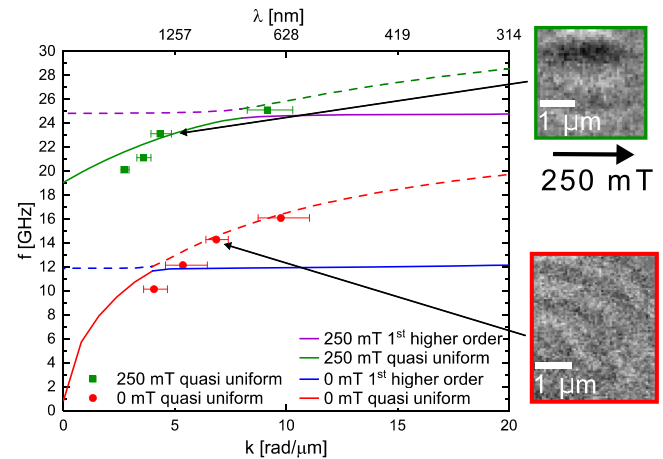 λ [nm]
1257 628 419 314
30
28
26
24
22
20
18
16
14
12
10
8
6
4
2
0
f [GHz]
250 mT 1st higher order
250 mT quasi uniform
250 mT quasi uniform
0 mT 1st higher order
0 mT quasi uniform
0 mT quasi uniform
0 5 10 15 20
k [rad/μm]
1 μm
250 mT
1 μm